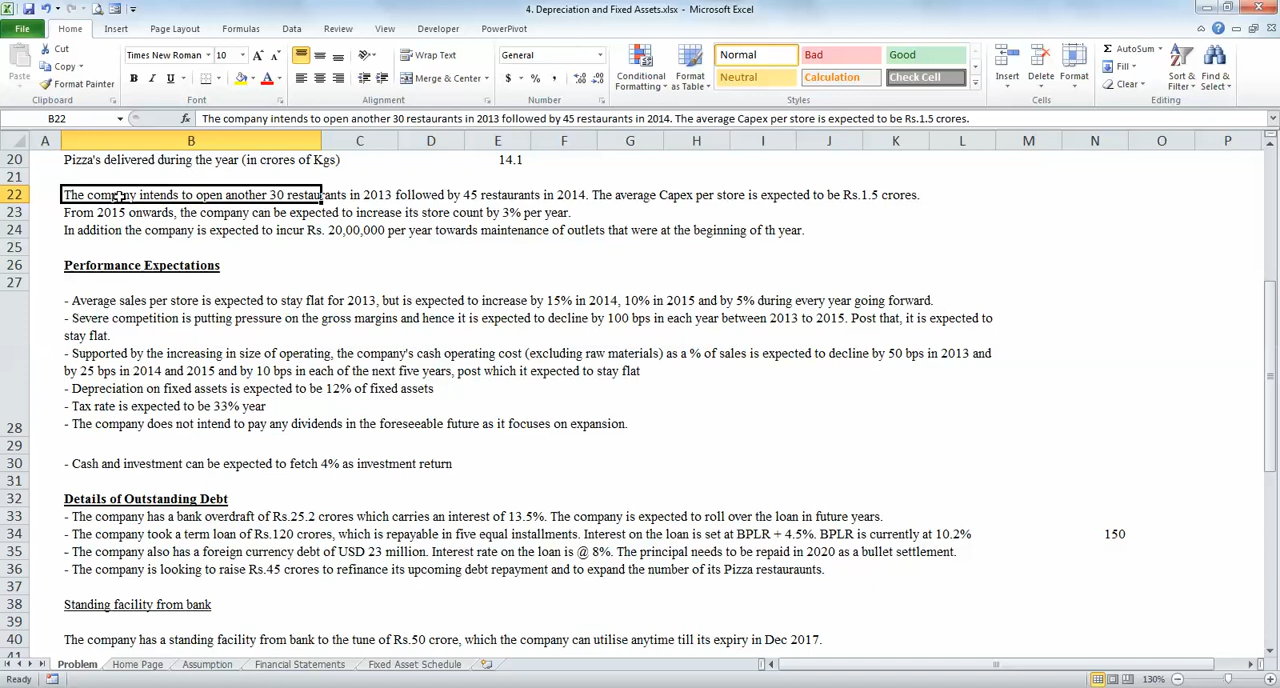 4. Depreciation and Fixed Assets.xlsx - Microsoft Excel
File Home Insert Page Layout Formulas Data Review View Developer PowerPivot
Paste
Cut
Copy
Format Painter
Clipboard
Times New Roman 10
B I U
Font
Wrap Text
Merge & Center
Alignment
General
$ % ,
Number
Conditional Formatting
Format as Table
Normal Bad Good
Neutral Calculation Check Cell
Styles
Insert Delete Format
Cells
AutoSum
Fill
Clear
Sort & Filter
Find & Select
Editing
B22 fx The company intends to open another 30 restaurants in 2013 followed by 45 restaurants in 2014. The average Capex per store is expected to be Rs.1.5 crores.
A B C D E F G H I J K L M N O P
20 Pizza's delivered during the year (in crores of Kgs) 14.1
21
22 The company intends to open another 30 restaurants in 2013 followed by 45 restaurants in 2014. The average Capex per store is expected to be Rs.1.5 crores.
23 From 2015 onwards, the company can be expected to increase its store count by 3% per year.
24 In addition the company is expected to incur Rs. 20,00,000 per year towards maintenance of outlets that were at the beginning of th year.
25
26 Performance Expectations
27
- Average sales per store is expected to stay flat for 2013, but is expected to increase by 15% in 2014, 10% in 2015 and by 5% during every year going forward.
- Severe competition is putting pressure on the gross margins and hence it is expected to decline by 100 bps in each year between 2013 to 2015. Post that, it is expected to
stay flat.
- Supported by the increasing in size of operating, the company's cash operating cost (excluding raw materials) as a % of sales is expected to decline by 50 bps in 2013 and
by 25 bps in 2014 and 2015 and by 10 bps in each of the next five years, post which it expected to stay flat
- Depreciation on fixed assets is expected to be 12% of fixed assets
- Tax rate is expected to be 33% year
28 - The company does not intend to pay any dividends in the foreseeable future as it focuses on expansion.
29
30 - Cash and investment can be expected to fetch 4% as investment return
31
32 Details of Outstanding Debt
33 - The company has a bank overdraft of Rs.25.2 crores which carries an interest of 13.5%. The company is expected to roll over the loan in future years.
34 - The company took a term loan of Rs.120 crores, which is repayable in five equal installments. Interest on the loan is set at BPLR + 4.5%. BPLR is currently at 10.2% 150
35 - The company also has a foreign currency debt of USD 23 million. Interest rate on the loan is @ 8%. The principal needs to be repaid in 2020 as a bullet settlement.
36 - The company is looking to raise Rs.45 crores to refinance its upcoming debt repayment and to expand the number of its Pizza restauraunts.
37
38 Standing facility from bank
39
40 The company has a standing facility from bank to the tune of Rs.50 crore, which the company can utilise anytime till its expiry in Dec 2017.
41
Problem Home Page Assumption Financial Statements Fixed Asset Schedule
Ready 130%